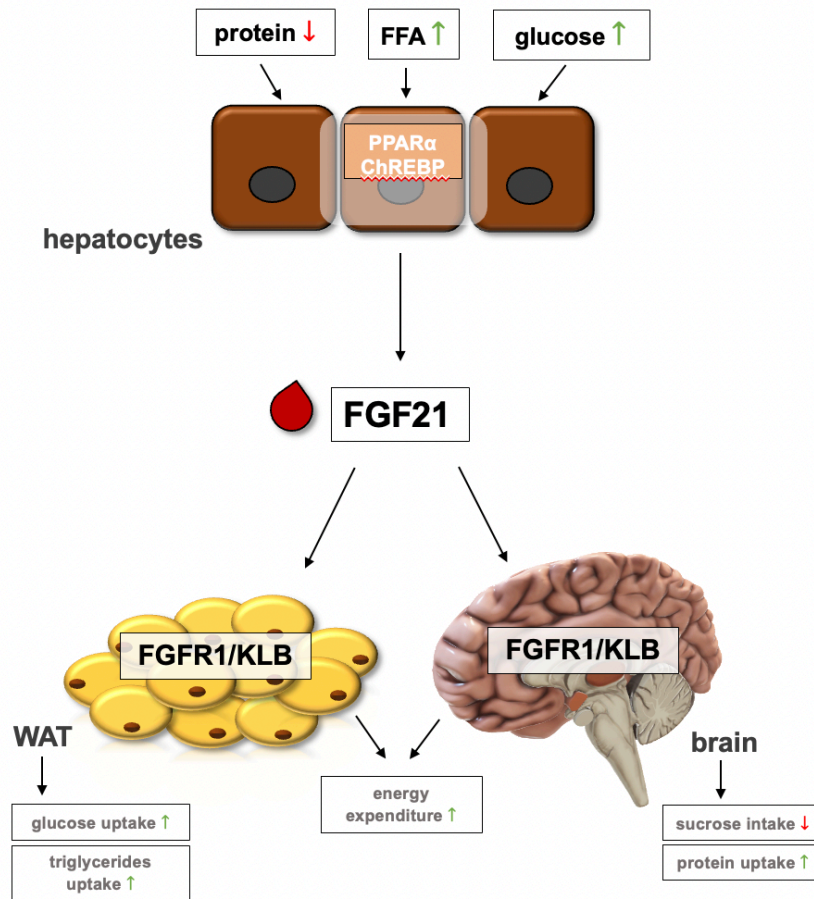 protein ↓
FFA ↑
glucose ↑
PPARα
ChREBP
hepatocytes
FGF21
FGFR1/KLB
FGFR1/KLB
WAT
brain
energy
expenditure ↑
glucose uptake ↑
sucrose intake ↓
triglycerides
uptake ↑
protein uptake ↑